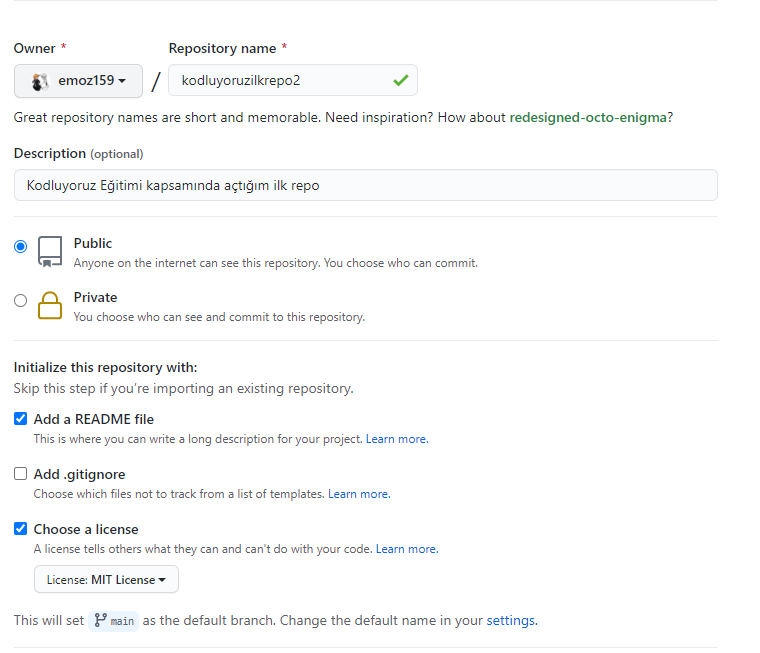 Owner * Repository name *
emoz159 / kodluyoruzilkrepo2
Great repository names are short and memorable. Need inspiration? How about redesigned-octo-enigma?
Description (optional)
Kodluyoruz Eğitimi kapsamında açtığım ilk repo
Public
Anyone on the internet can see this repository. You choose who can commit.
Private
You choose who can see and commit to this repository.
Initialize this repository with:
Skip this step if you're importing an existing repository.
Add a README file
This is where you can write a long description for your project. Learn more.
Add .gitignore
Choose which files not to track from a list of templates. Learn more.
Choose a license
A license tells others what they can and can't do with your code. Learn more.
License: MIT License
This will set main as the default branch. Change the default name in your settings.